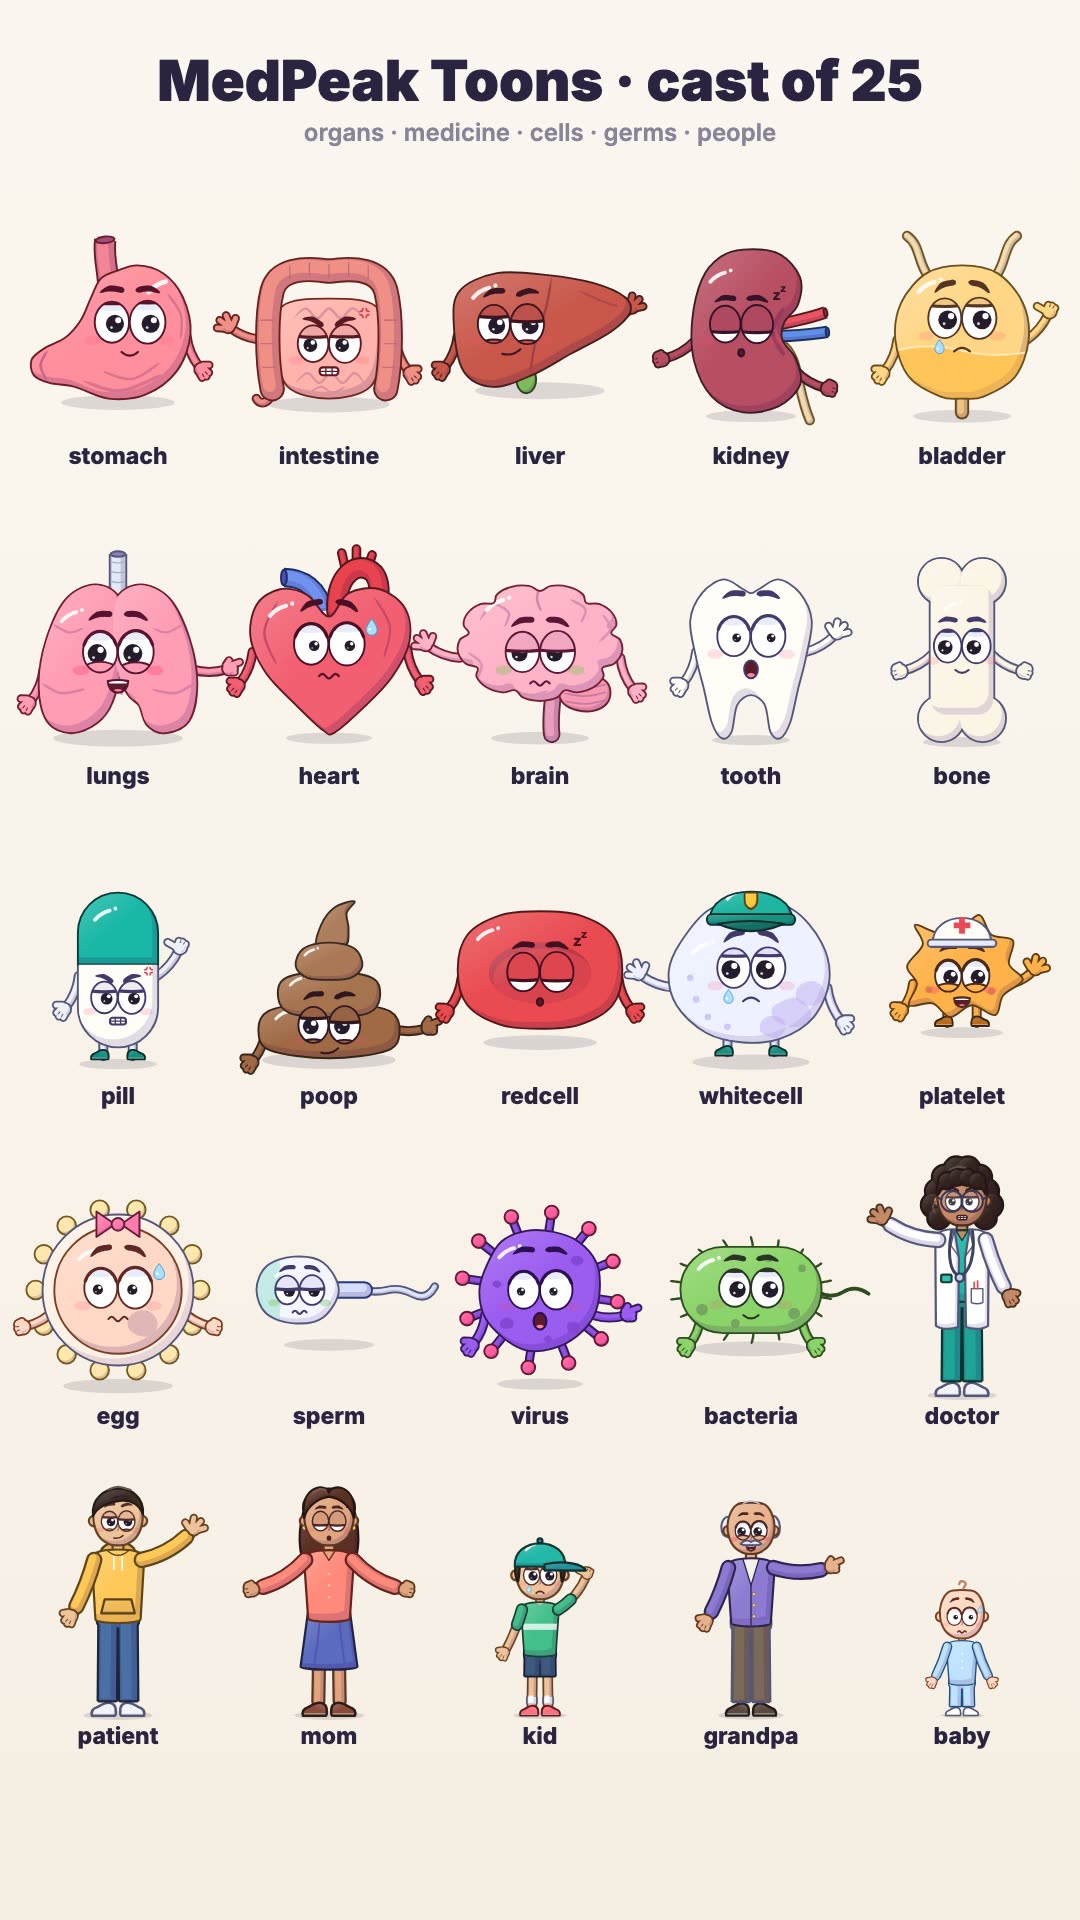 MedPeak Toons · cast of 25
organs · medicine · cells · germs · people
z z
stomach intestine liver kidney bladder
lungs heart brain tooth bone
z z
pill poop redcell whitecell platelet
egg sperm virus bacteria doctor
patient mom kid grandpa baby